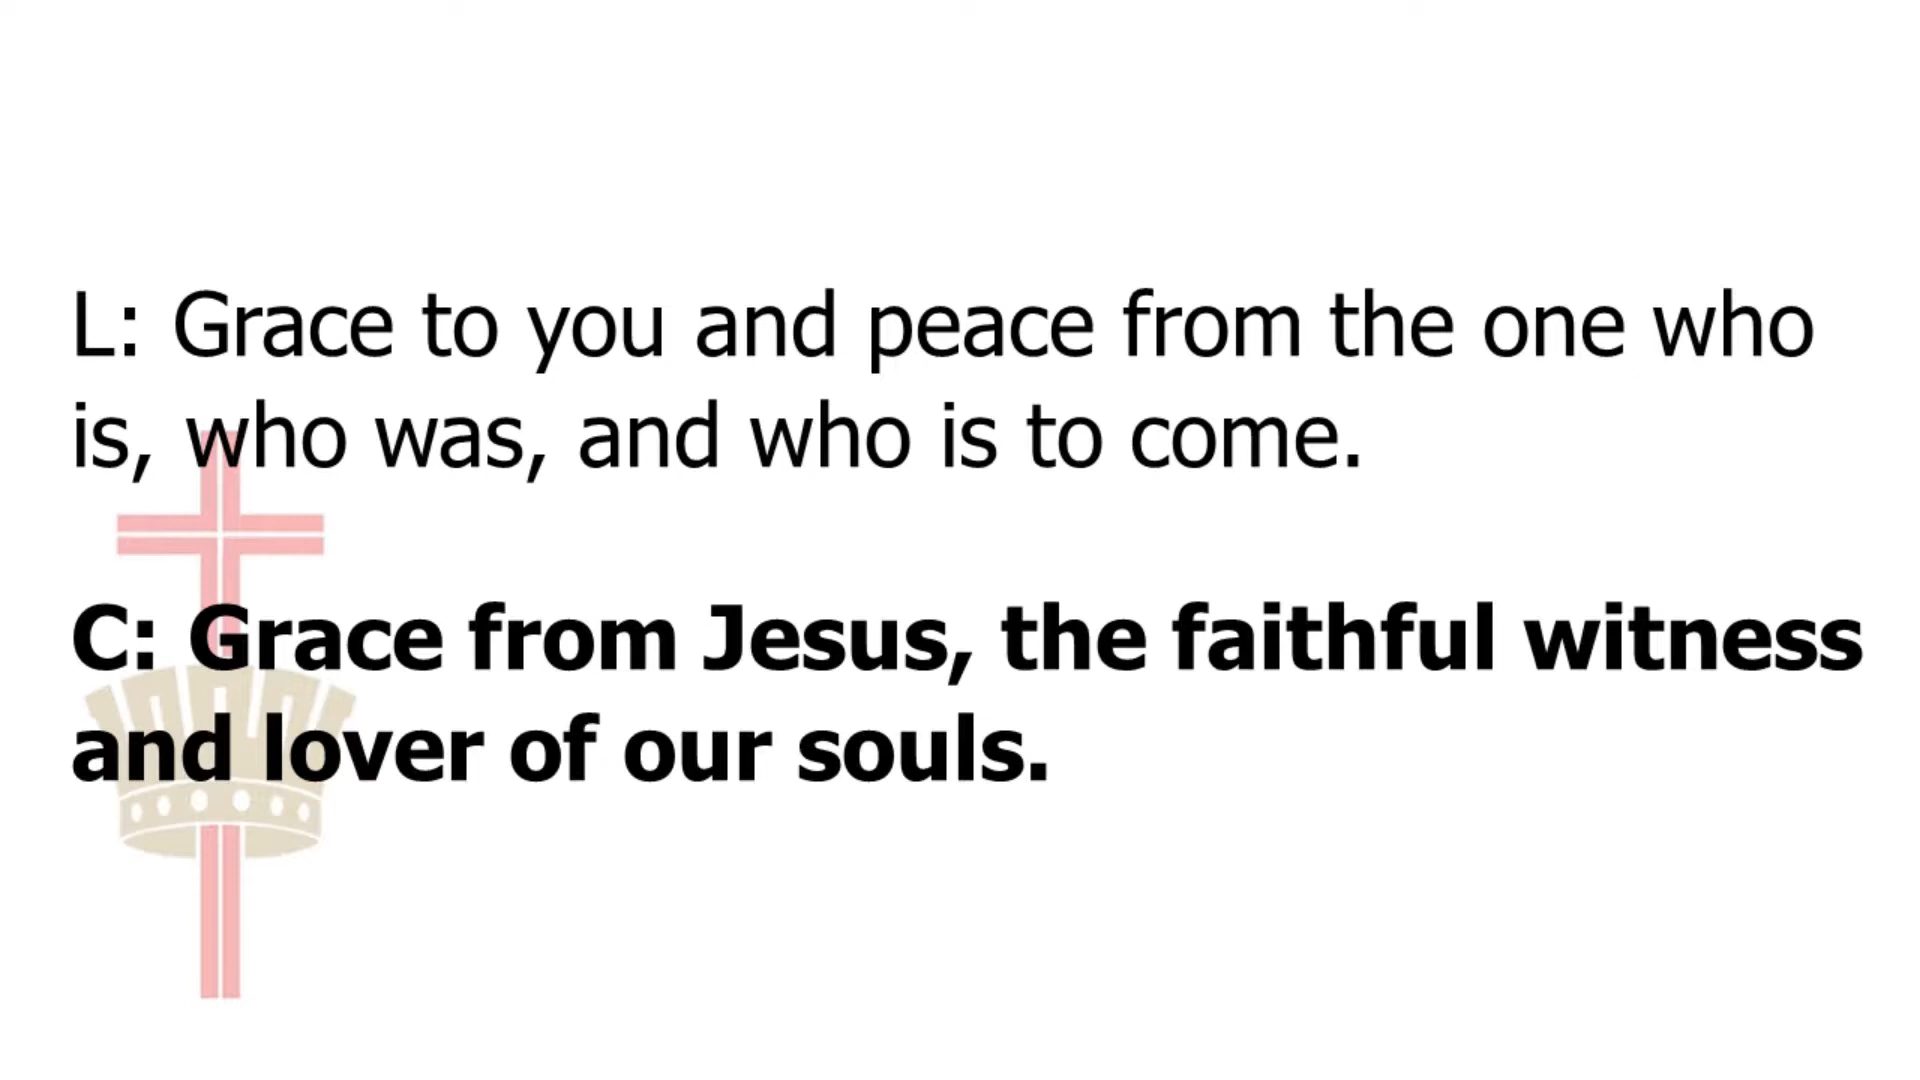 L: Grace to you and peace from the one who
is, who was, and who is to come.
C: Grace from Jesus, the faithful witness
and lover of our souls.